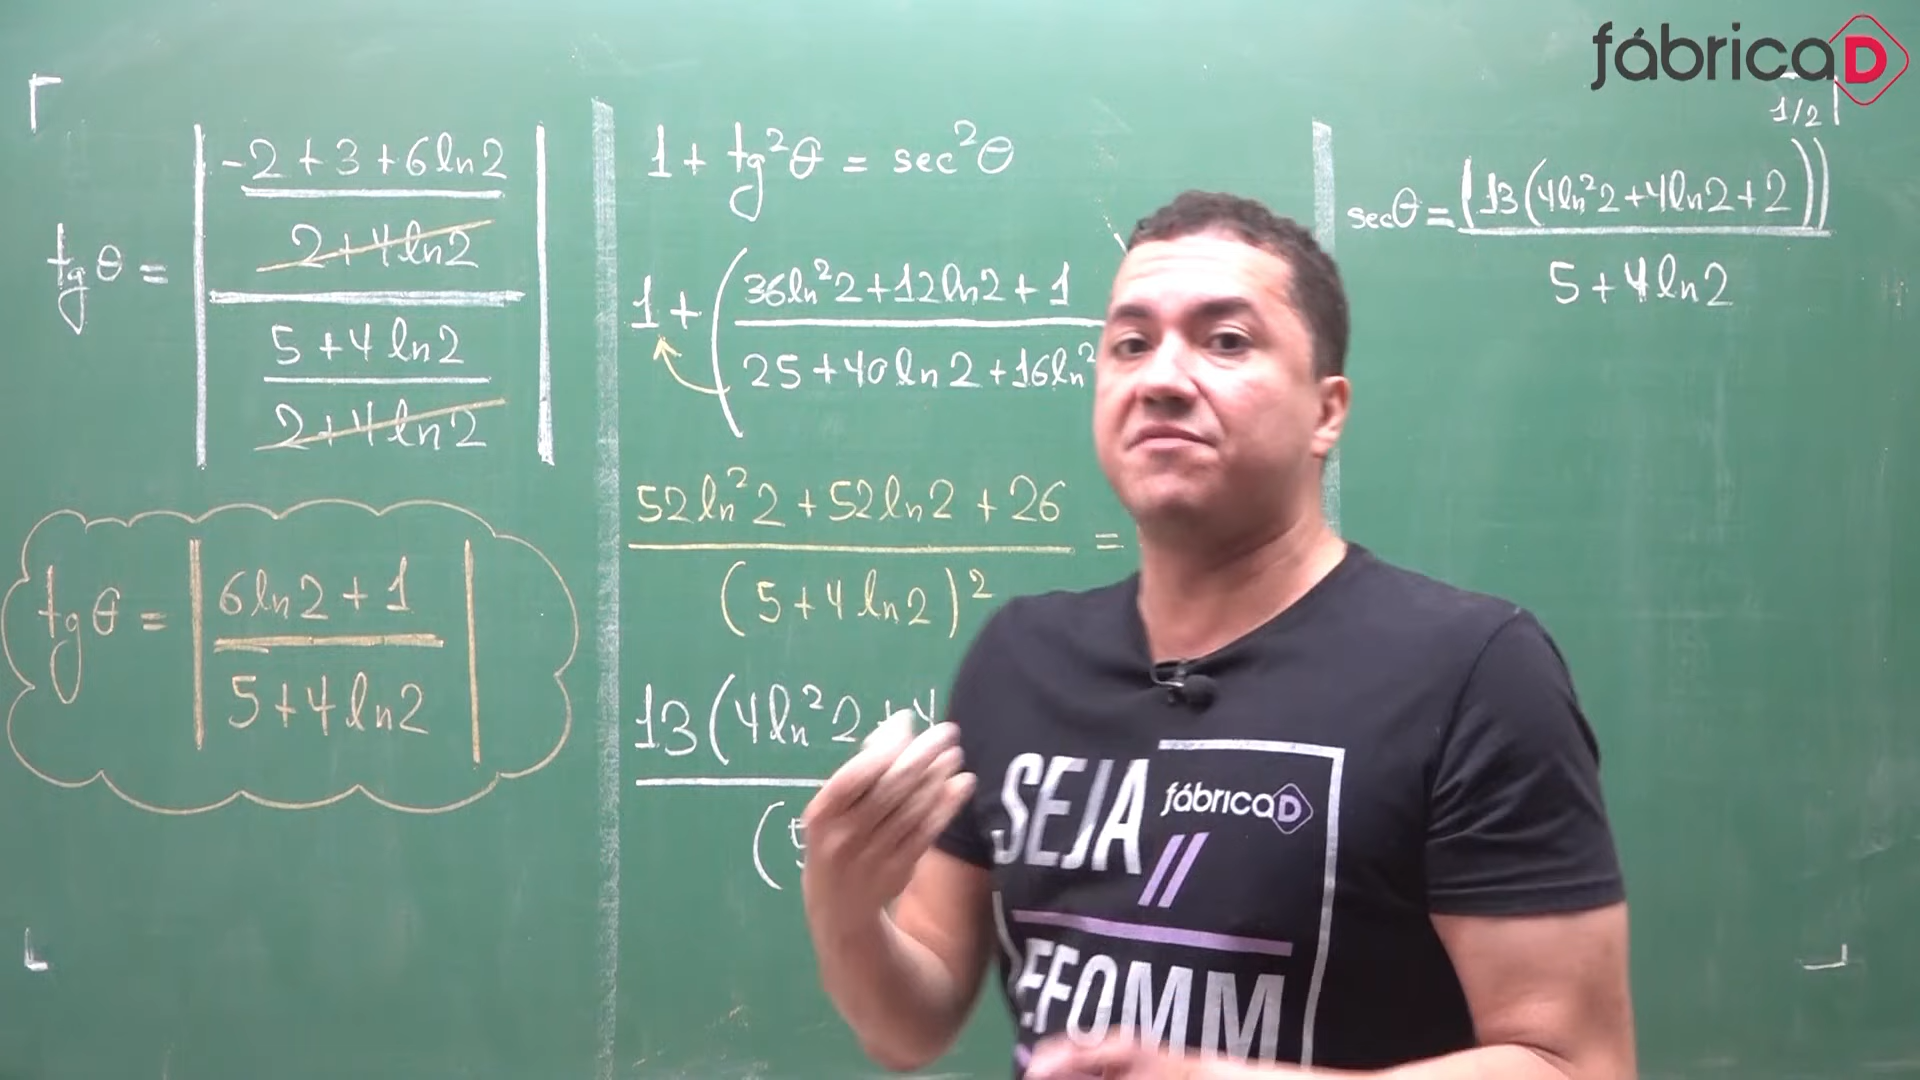 fábricaD
tgθ = | (-2+3+6ln2)/(2+4ln2) / (5+4ln2)/(2+4ln2) |
tgθ = | (6ln2+1)/(5+4ln2) |
1+tg²θ = sec²θ
1+( (36ln²2+12ln2+1)/(25+40ln2+16ln²
(52ln²2+52ln2+26)/(5+4ln2)² =
13(4ln²2+4
(5
secθ = (13(4ln²2+4ln2+2))^1/2 / 5+4ln2
SEJA
fábricaD
//
EFOMM